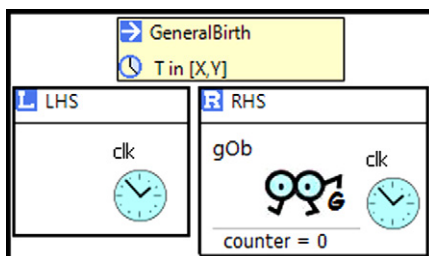 GeneralBirth
T in [X,Y]
L LHS
clk
R RHS
gOb
clk
G
counter = 0